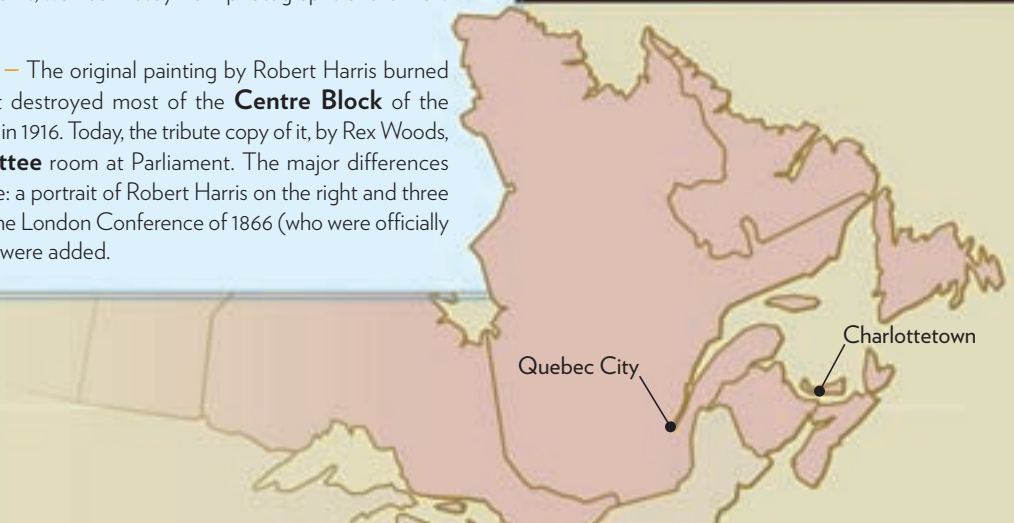 – The original painting by Robert Harris burned
destroyed most of the Centre Block of the
in 1916. Today, the tribute copy of it, by Rex Woods,
room at Parliament. The major differences
: a portrait of Robert Harris on the right and three
London Conference of 1866 (who were officially
were added.
Charlottetown
Quebec City